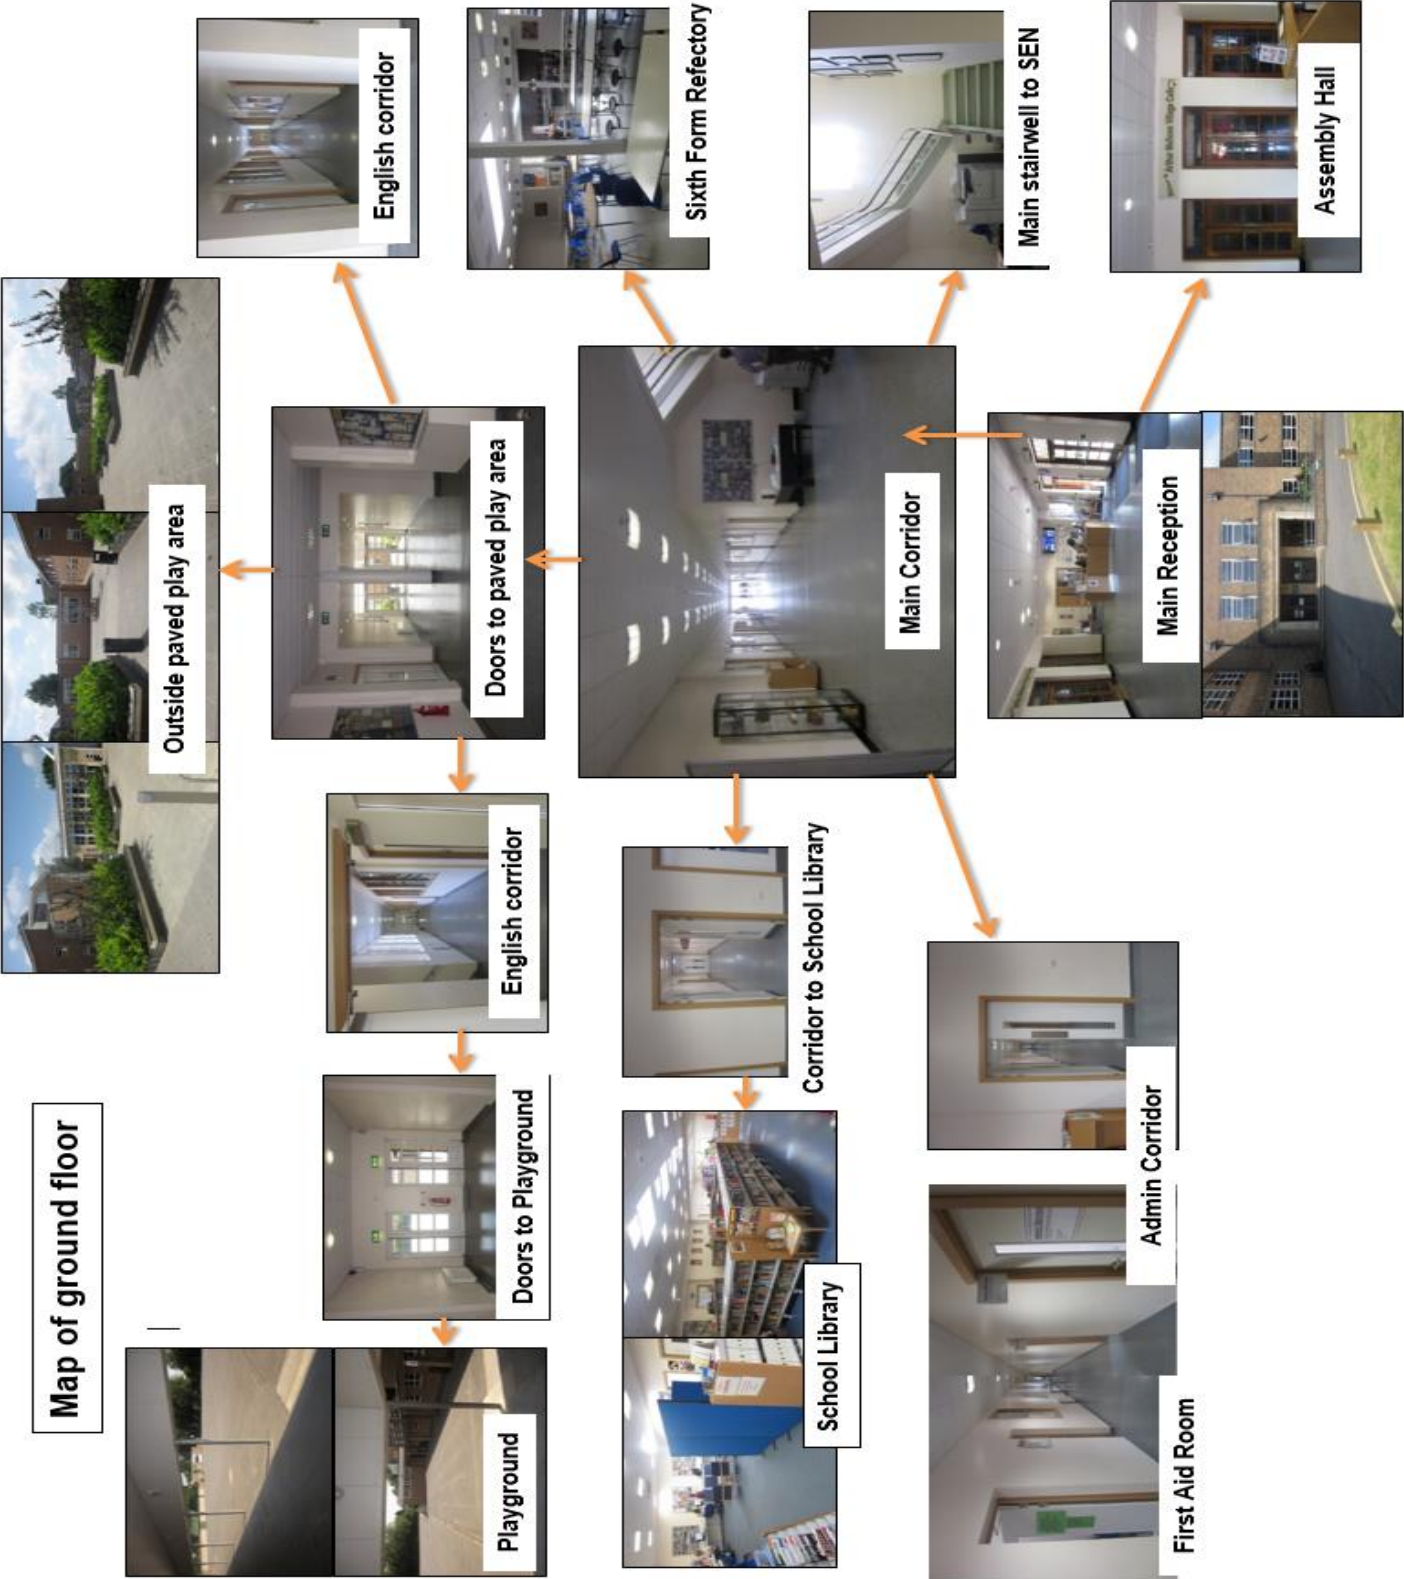 Map of ground floor
Outside paved play area
English corridor
Playground
Doors to Playground
English corridor
Doors to paved play area
Sixth Form Refectory
School Library
Corridor to School Library
Main Corridor
Main stairwell to SEN
First Aid Room
Admin Corridor
Main Reception
Assembly Hall